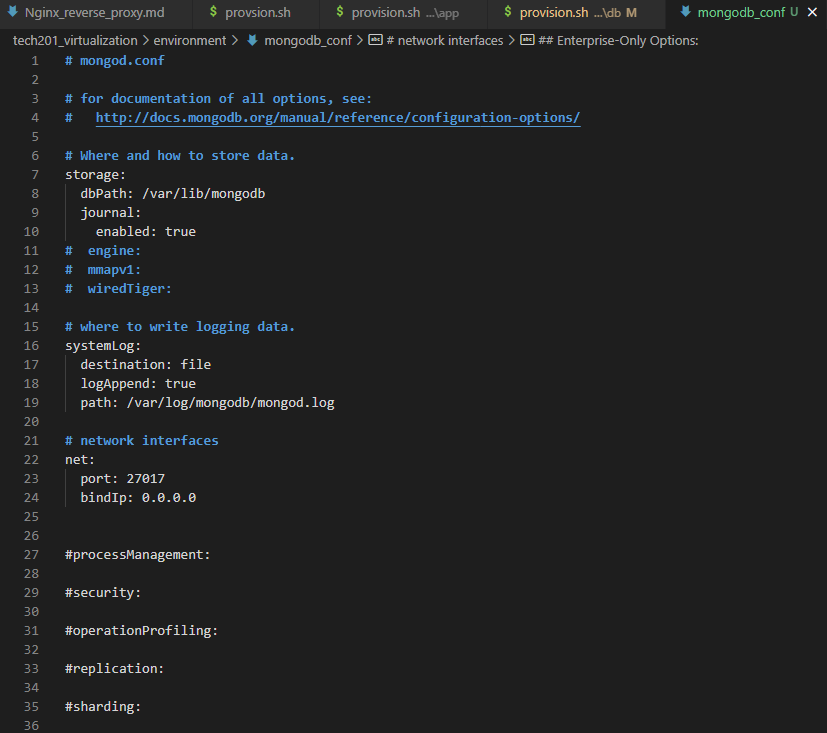 Nginx_reverse_proxy.md $ provsion.sh $ provision.sh ...\app $ provision.sh ...\db M mongodb_conf U ✕
tech201_virtualization > environment > mongodb_conf > abc # network interfaces > abc ## Enterprise-Only Options:
1 # mongod.conf
2
3 # for documentation of all options, see:
4 #   http://docs.mongodb.org/manual/reference/configuration-options/
5
6 # Where and how to store data.
7 storage:
8   dbPath: /var/lib/mongodb
9   journal:
10     enabled: true
11 #  engine:
12 #  mmapv1:
13 #  wiredTiger:
14
15 # where to write logging data.
16 systemLog:
17   destination: file
18   logAppend: true
19   path: /var/log/mongodb/mongod.log
20
21 # network interfaces
22 net:
23   port: 27017
24   bindIp: 0.0.0.0
25
26
27 #processManagement:
28
29 #security:
30
31 #operationProfiling:
32
33 #replication:
34
35 #sharding:
36